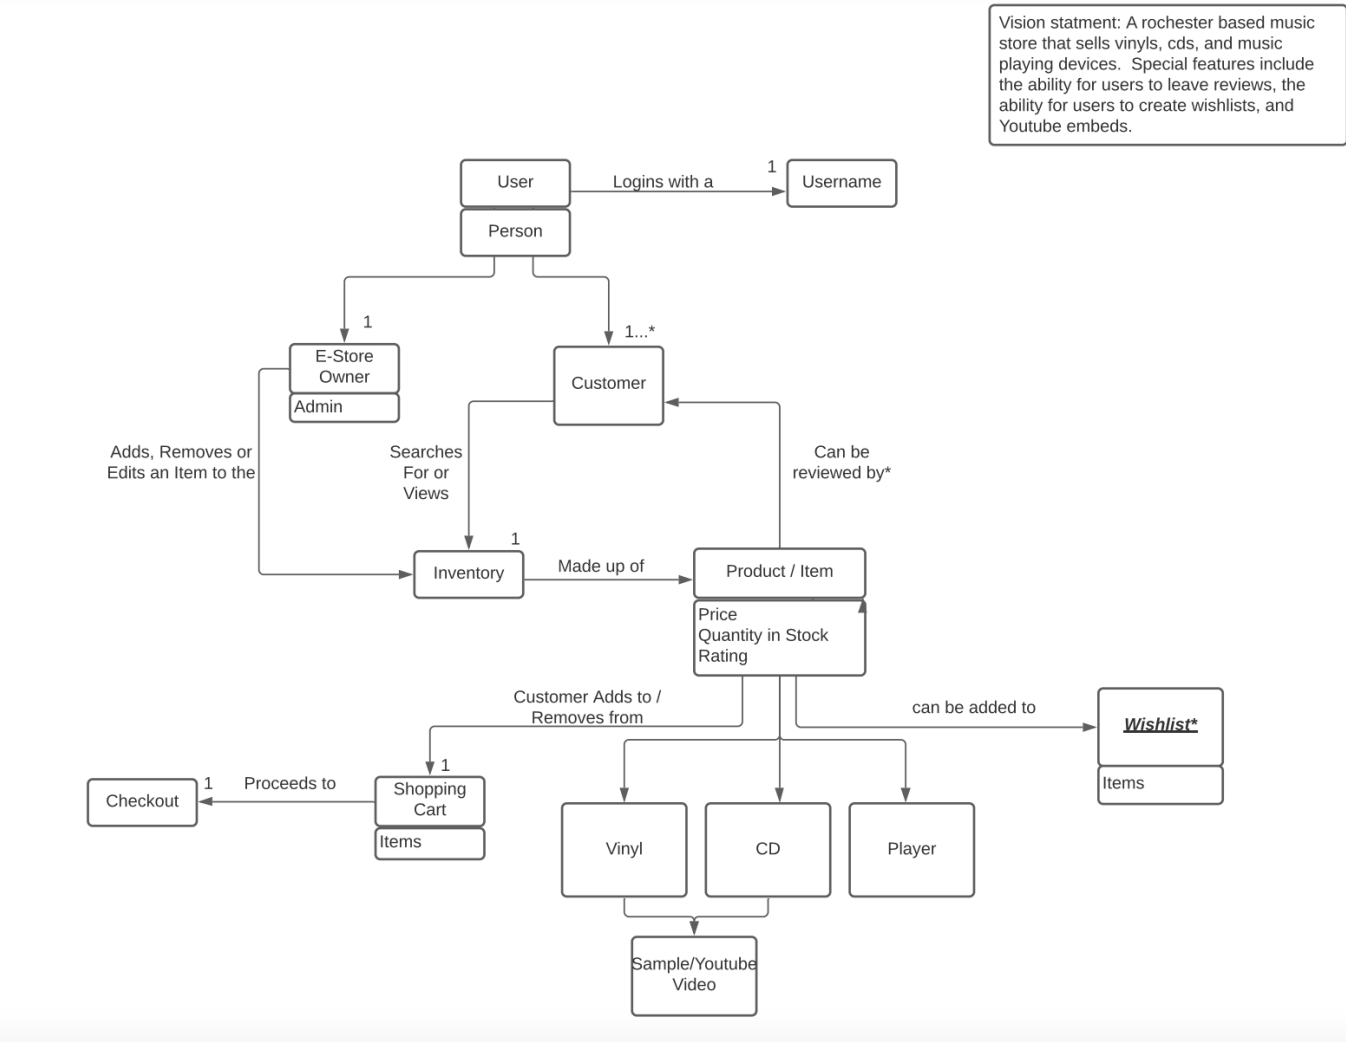 Vision statment: A rochester based music
store that sells vinyls, cds, and music
playing devices.  Special features include
the ability for users to leave reviews, the
ability for users to create wishlists, and
Youtube embeds.
User
Logins with a
1
Username
Person
1
1...*
E-Store
Owner
Admin
Customer
Adds, Removes or
Edits an Item to the
Searches
For or
Views
Can be
reviewed by*
1
Inventory
Made up of
Product / Item
Price
Quantity in Stock
Rating
Customer Adds to /
Removes from
can be added to
Wishlist*
Items
1
Shopping
Cart
Items
Proceeds to
1
Checkout
Vinyl
CD
Player
Sample/Youtube
Video